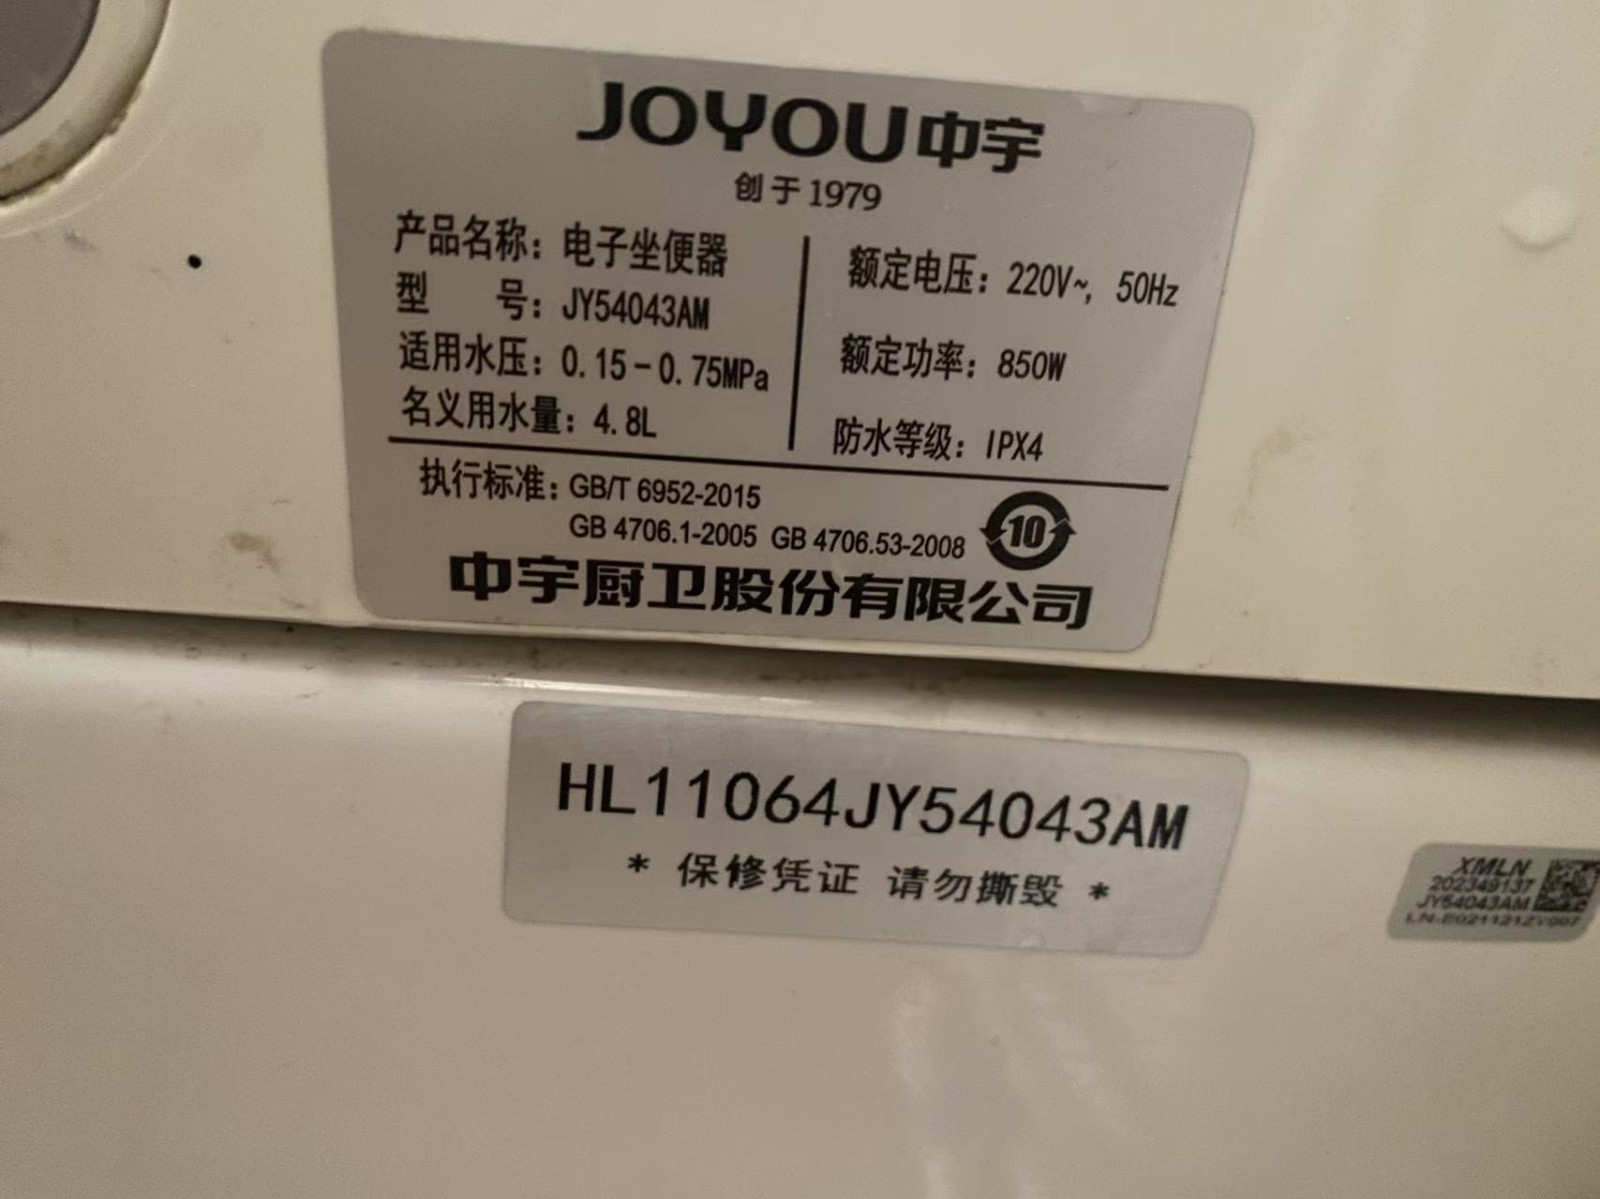 JOYOU中宇
创于1979
产品名称：电子坐便器
型 号：JY54043AM
适用水压：0.15-0.75MPa
名义用水量：4.8L
额定电压：220V~, 50Hz
额定功率：850W
防水等级：IPX4
执行标准：GB/T 6952-2015
GB 4706.1-2005 GB 4706.53-2008
10
中宇厨卫股份有限公司
HL11064JY54043AM
* 保修凭证 请勿撕毁 *
XMLN
202349137
JY54043AM